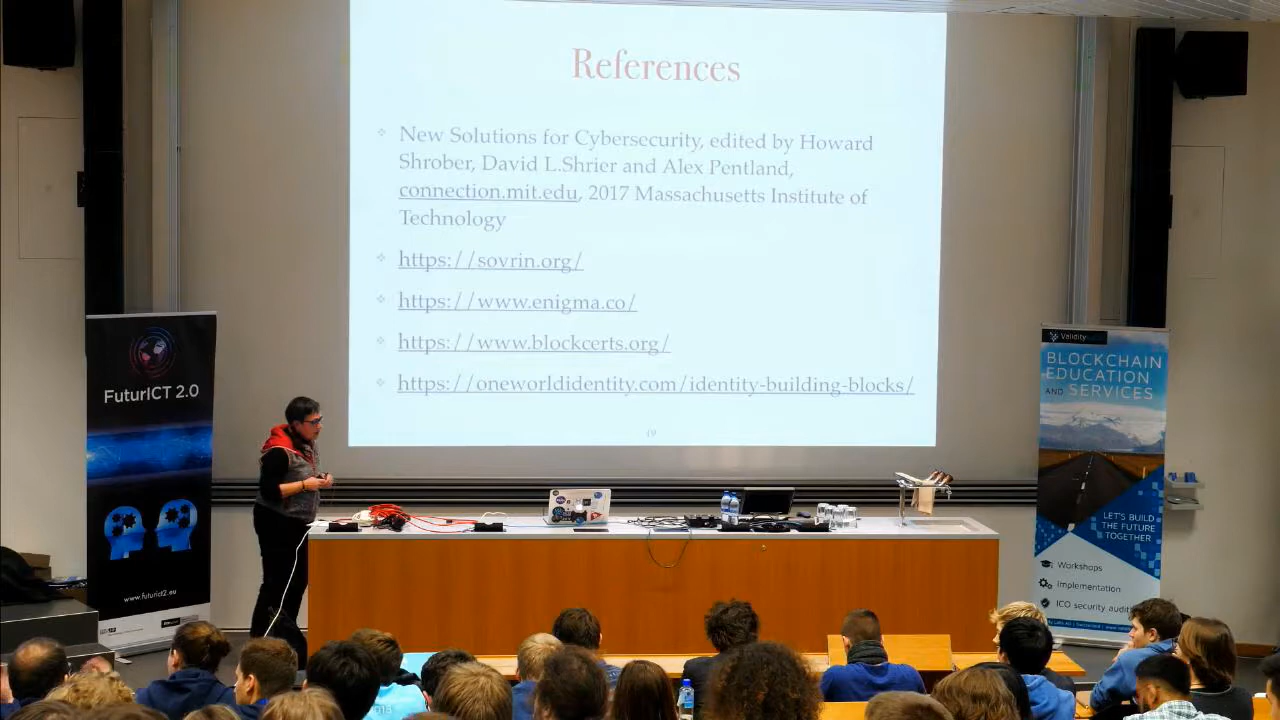 References
New Solutions for Cybersecurity, edited by Howard
Shrober, David L.Shrier and Alex Pentland,
connection.mit.edu, 2017 Massachusetts Institute of
Technology
https://sovrin.org/
https://www.enigma.co/
https://www.blockcerts.org/
https://oneworldidentity.com/identity-building-blocks/
19
FuturICT 2.0
www.futurict2.eu
Validity
BLOCKCHAIN
EDUCATION
AND SERVICES
LET'S BUILD
THE FUTURE
TOGETHER
Workshops
Implementation
ICO security audit